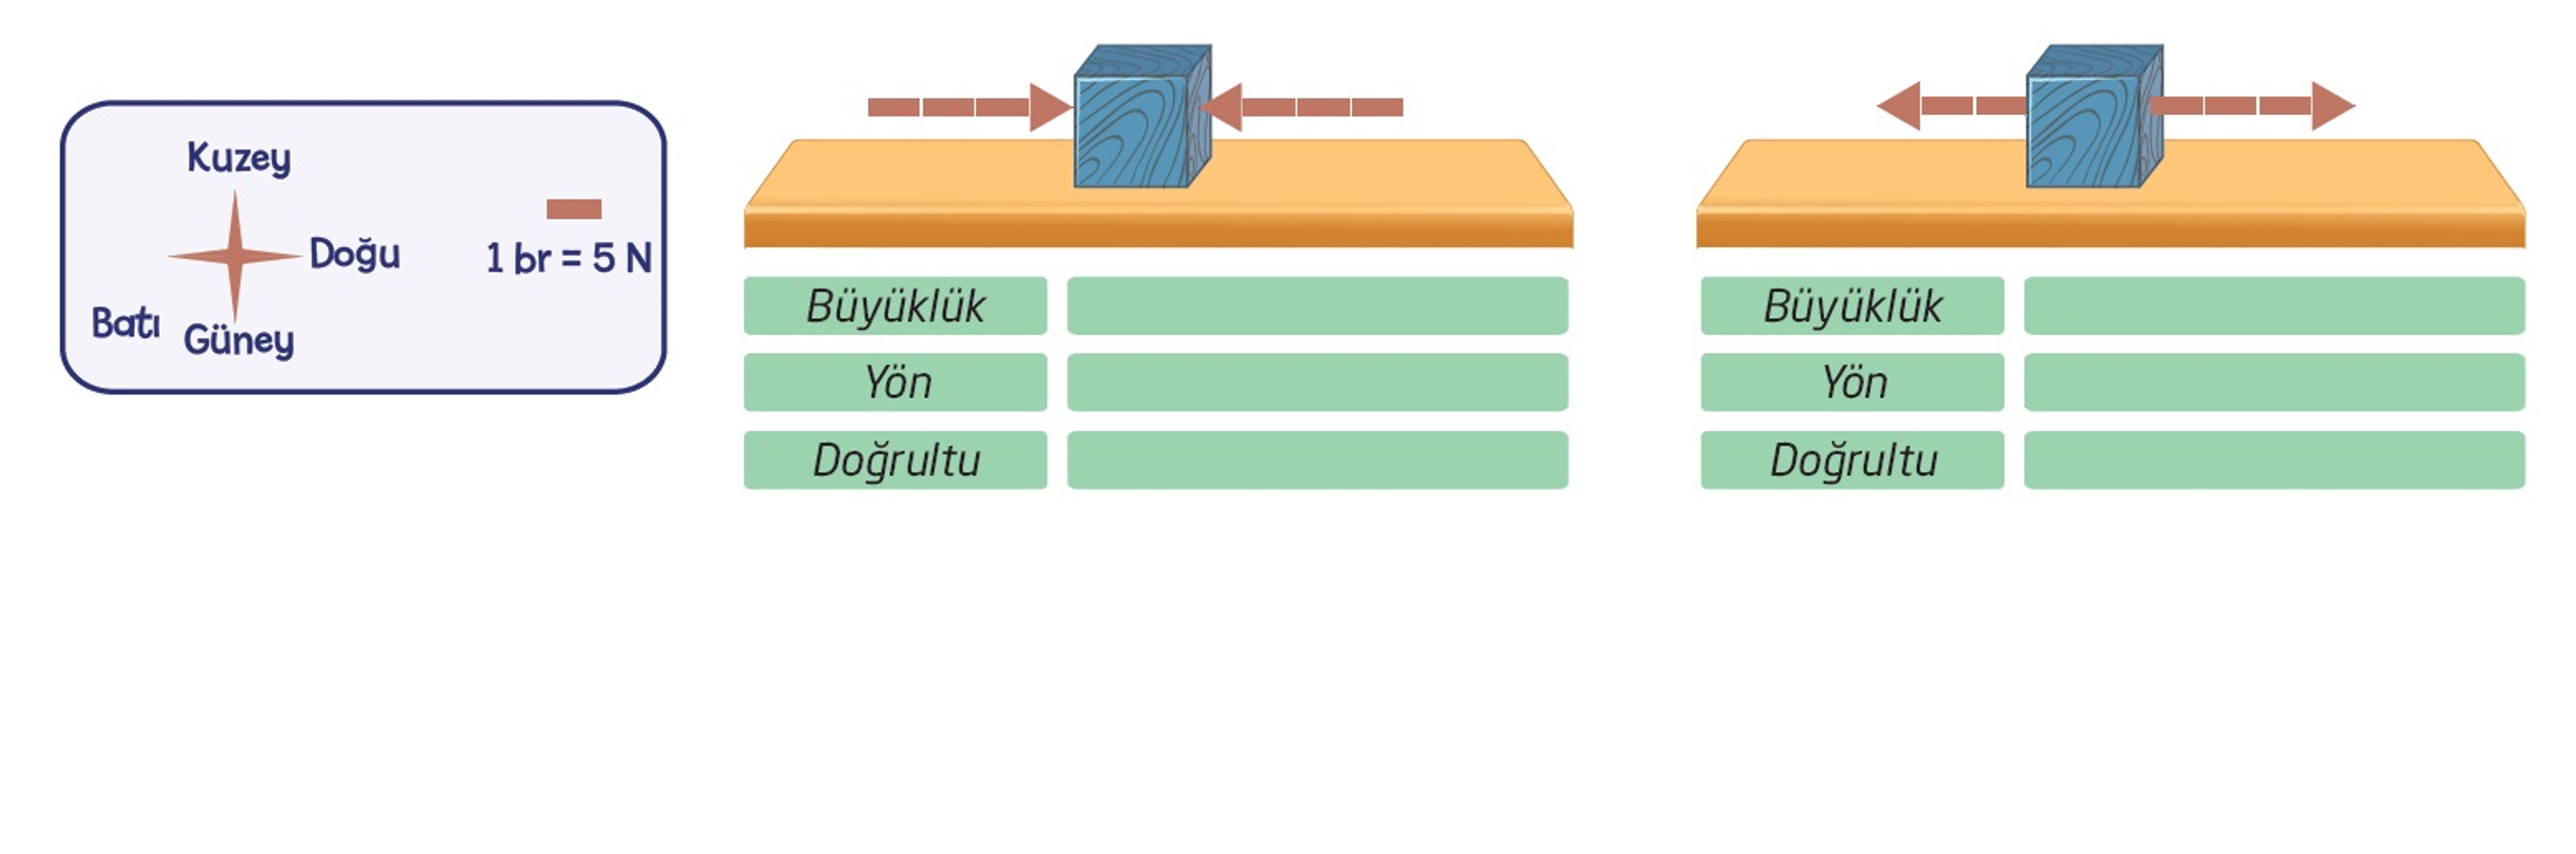 Kuzey
Doğu
1 br = 5 N
Batı
Güney
Büyüklük
Yön
Doğrultu
Büyüklük
Yön
Doğrultu